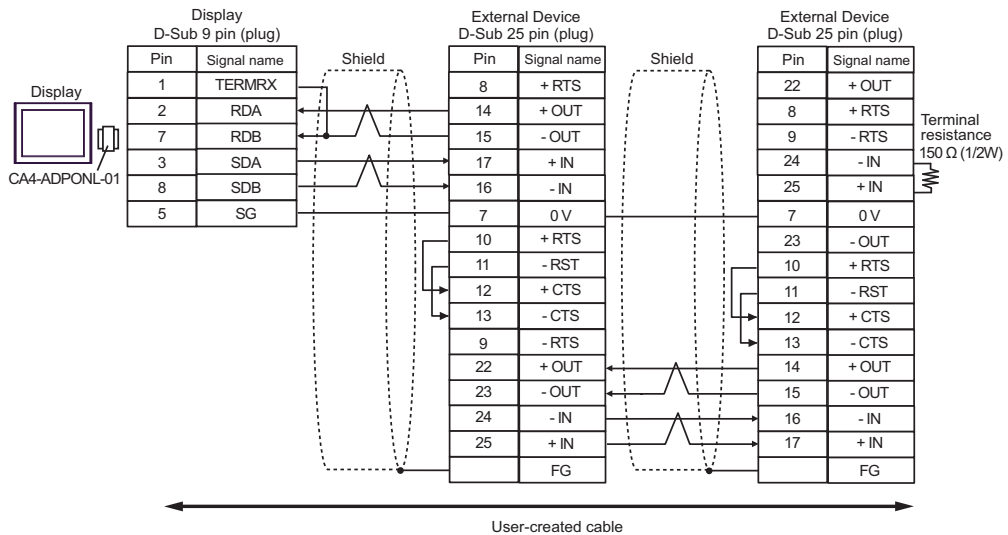 Display
D-Sub 9 pin (plug)
Pin Signal name
1 TERMRX
2 RDA
7 RDB
3 SDA
8 SDB
5 SG
Display
CA4-ADPONL-01
Shield
External Device
D-Sub 25 pin (plug)
Pin Signal name
8 + RTS
14 + OUT
15 - OUT
17 + IN
16 - IN
7 0 V
10 + RTS
11 - RST
12 + CTS
13 - CTS
9 - RTS
22 + OUT
23 - OUT
24 - IN
25 + IN
FG
Shield
External Device
D-Sub 25 pin (plug)
Pin Signal name
22 + OUT
8 + RTS
9 - RTS
24 - IN
25 + IN
7 0 V
23 - OUT
10 + RTS
11 - RST
12 + CTS
13 - CTS
14 + OUT
15 - OUT
16 - IN
17 + IN
FG
Terminal
resistance
150 Ω (1/2W)
User-created cable